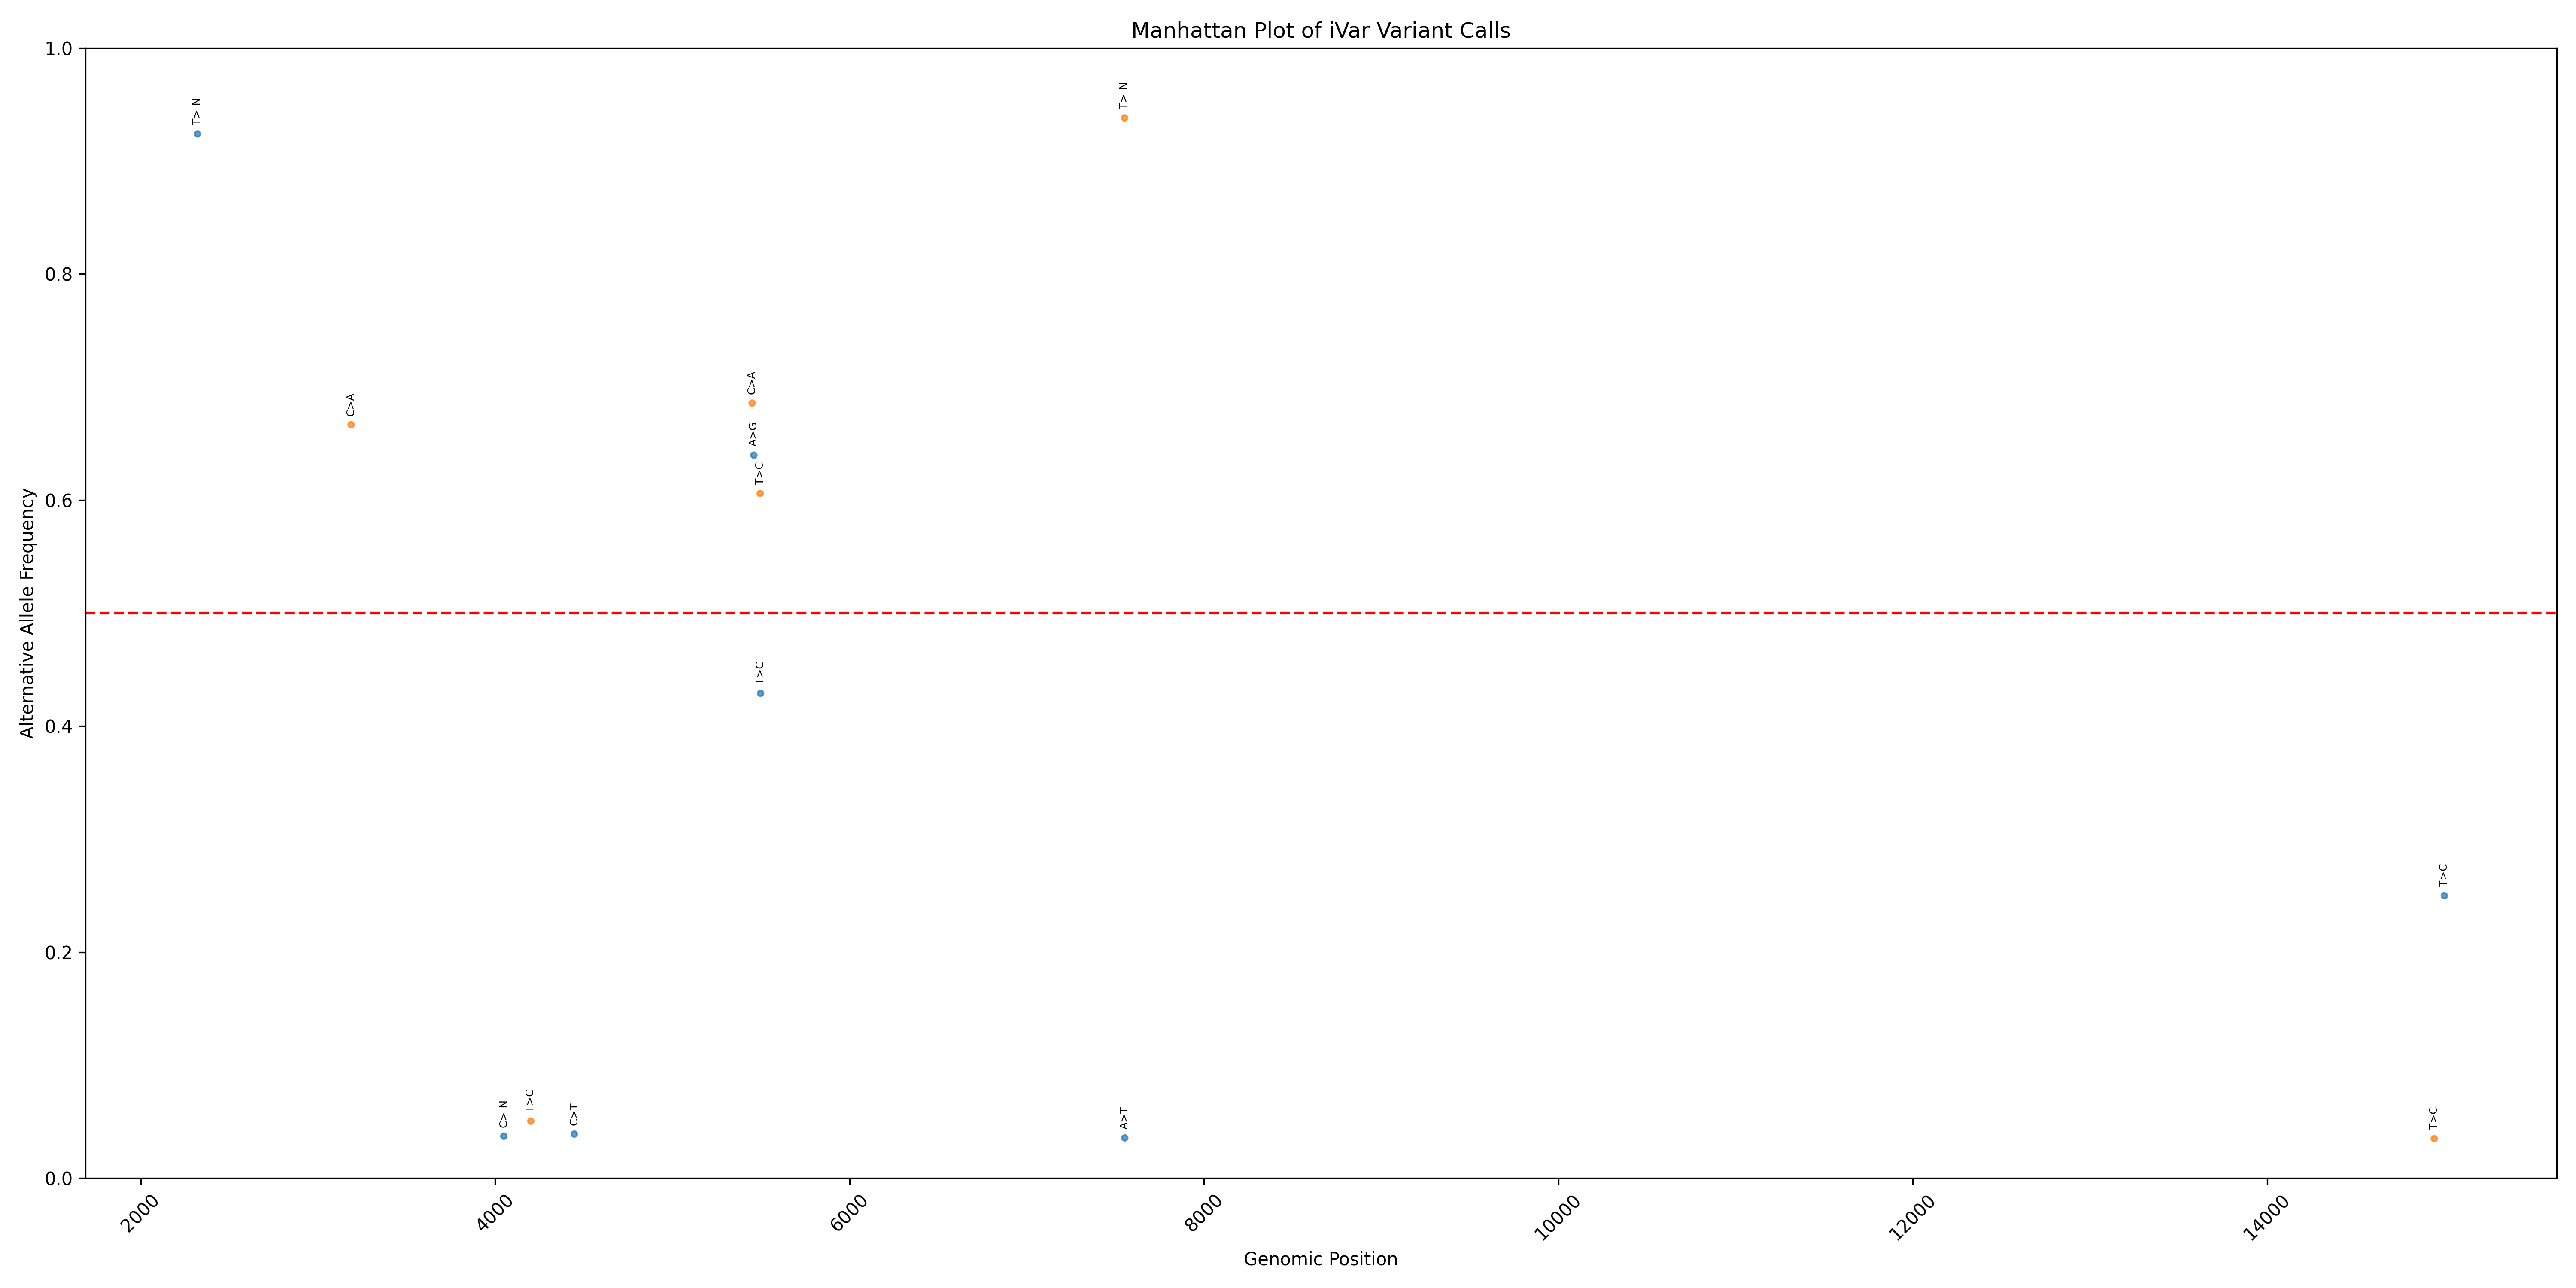 Manhattan Plot of iVar Variant Calls
1.0
0.8
0.6
0.4
0.2
0.0
Alternative Allele Frequency
T>-N
C>A
C>-N
T>C
C>T
C>A
A>G
T>C
T>C
T>-N
A>T
T>C
T>C
2000
4000
6000
8000
10000
12000
14000
Genomic Position